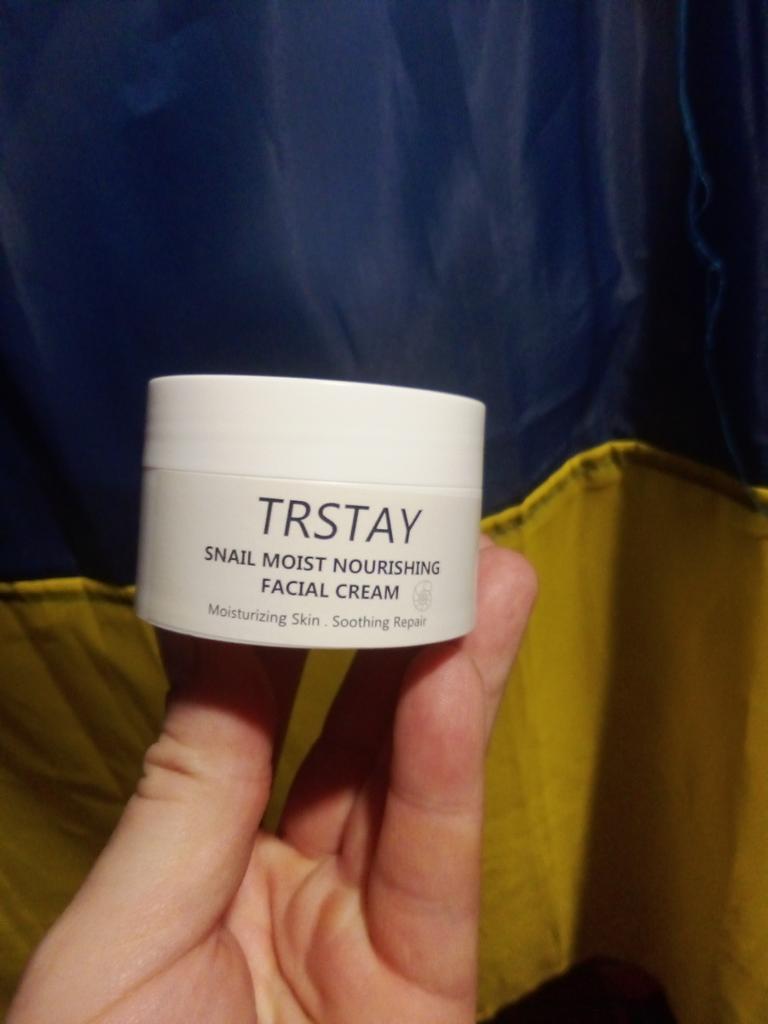 TRSTAY
SNAIL MOIST NOURISHING
FACIAL CREAM
Moisturizing Skin . Soothing Repair